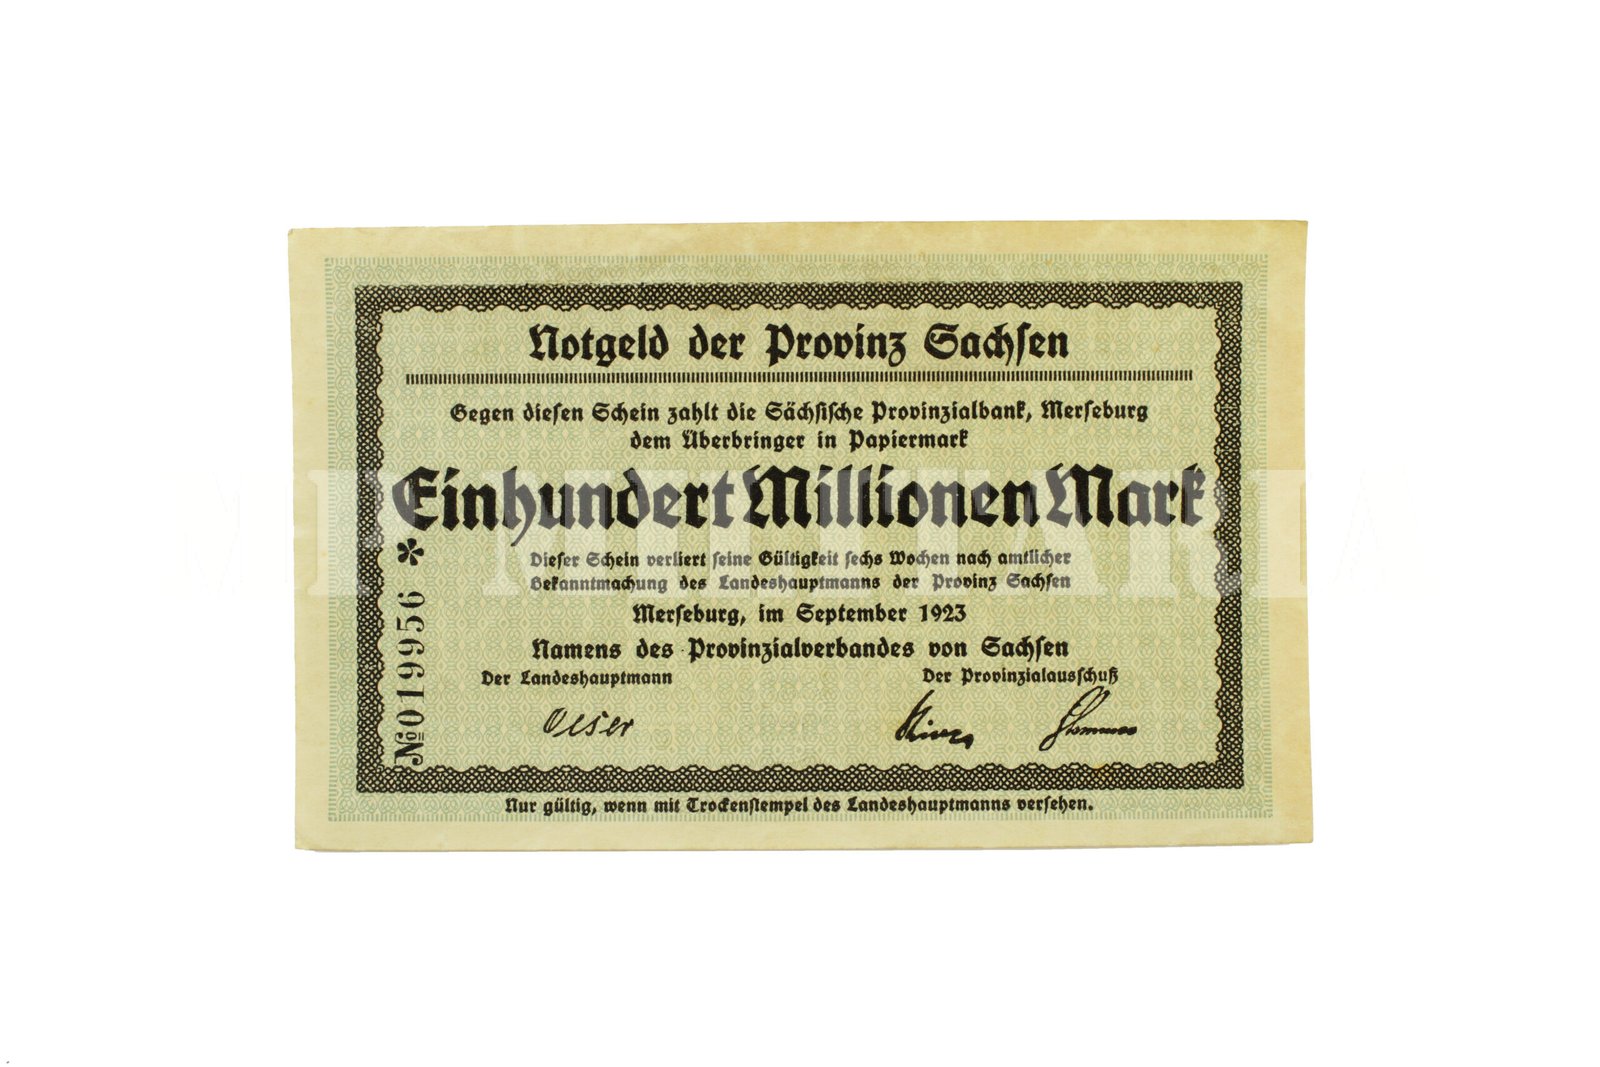 Notgeld der Provinz Sachsen
Gegen diesen Schein zahlt die Sächsische Provinzialbank, Merseburg
dem Überbringer in Papiermark
Einhundert Millionen Mark
Dieser Schein verliert seine Gültigkeit sechs Wochen nach amtlicher
Bekanntmachung des Landeshauptmanns der Provinz Sachsen
Merseburg, im September 1923
Namens des Provinzialverbandes von Sachsen
Der Landeshauptmann
Der Provinzialausschuß
Oeser
Nur gültig, wenn mit Trockenstempel des Landeshauptmanns versehen.
№019956 *
MILITARIA